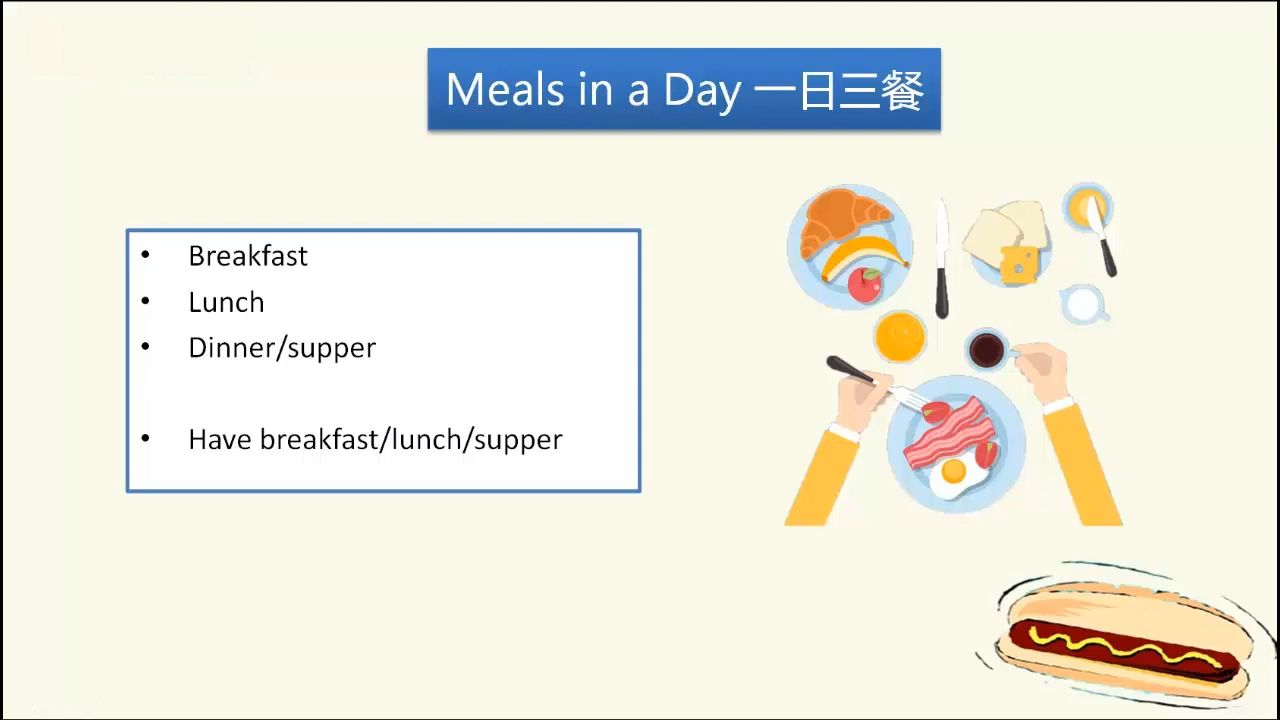 Meals in a Day 一日三餐
• Breakfast
• Lunch
• Dinner/supper
• Have breakfast/lunch/supper